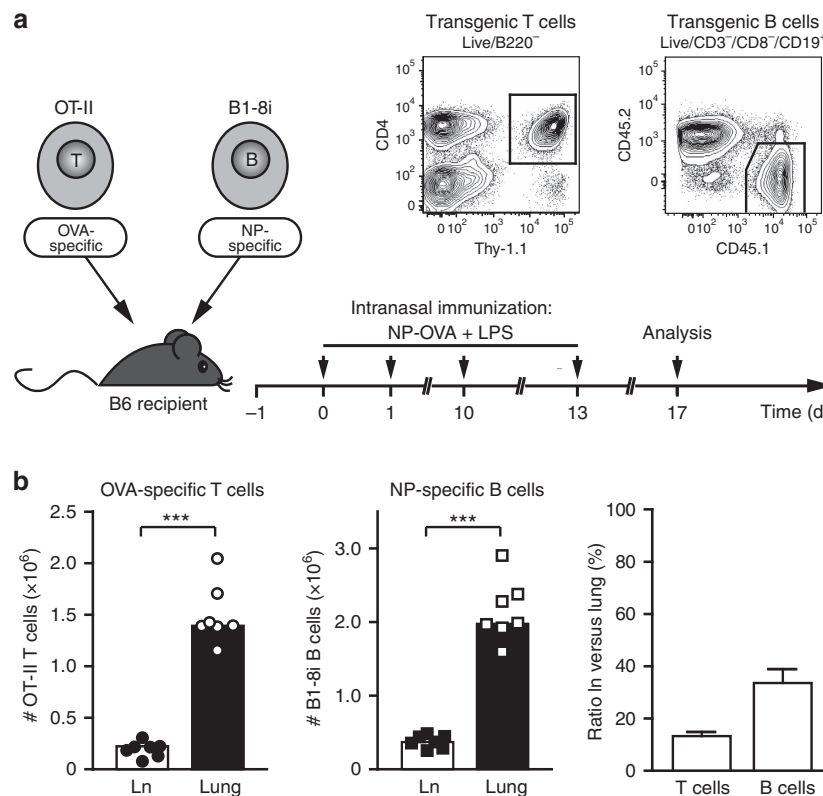 a
Transgenic T cells
Live/B220⁻
Transgenic B cells
Live/CD3⁻/CD8⁻/CD19⁺
OT-II
B1-8i
T
B
OVA-
specific
NP-
specific
B6 recipient
CD4
10⁵
10⁴
10³
10²
0
0 10² 10³ 10⁴ 10⁵
Thy-1.1
CD45.2
10⁵
10⁴
10³
10²
0
0 10² 10³ 10⁴ 10⁵
CD45.1
Intranasal immunization:
NP-OVA + LPS
Analysis
–1 0 1 10 13 17 Time (d
b
OVA-specific T cells
***
# OT-II T cells (×10⁶)
2.5
2.0
1.5
1.0
0.5
0
Ln Lung
NP-specific B cells
***
# B1-8i B cells (×10⁶)
3.0
2.0
1.0
0
Ln Lung
Ratio ln versus lung (%)
100
80
60
40
20
0
T cells B cells